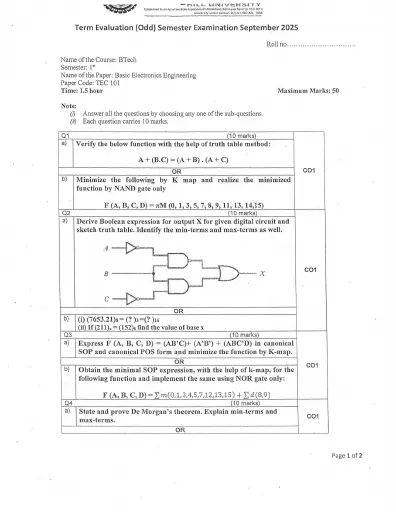 HILL UNIVERSITY
Term Evaluation (Odd) Semester Examination September 2025
Roll no..............................
Name of the Course: BTech
Semester: 1st
Name of the Paper: Basic Electronics Engineering
Paper Code: TEC 101
Time: 1.5 hour Maximum Marks: 50
Note:
(i) Answer all the questions by choosing any one of the sub-questions
(ii) Each question carries 10 marks.
Q1 (10 marks)
a) Verify the below function with the help of truth table method:
A + (B.C) = (A + B) . (A + C)
CO1
OR
b) Minimize the following by K map and realize the minimized
function by NAND gate only
F (A, B, C, D) = πM (0, 1, 3, 5, 7, 8, 9, 11, 13, 14,15)
Q2 (10 marks)
a) Derive Boolean expression for output X for given digital circuit and
sketch truth table. Identify the min-terms and max-terms as well.
A
B X
C
CO1
OR
b) (i) (7653.21)8 = (? )2=(? )16
(ii) If (211)x = (152)8 find the value of base x
Q3 (10 marks)
a) Express F (A, B, C, D) = (AB'C)+ (A'B') + (ABC'D) in canonical
SOP and canonical POS form and minimize the function by K-map.
OR
CO1
b) Obtain the minimal SOP expression, with the help of k-map, for the
following function and implement the same using NOR gate only:
F (A, B, C, D) = ∑ m(0,1,3,4,5,7,12,13,15) + ∑ d(8,9)
Q4 (10 marks)
a) State and prove De Morgan's theorem. Explain min-terms and
max-terms.
CO1
OR
Page 1 of 2